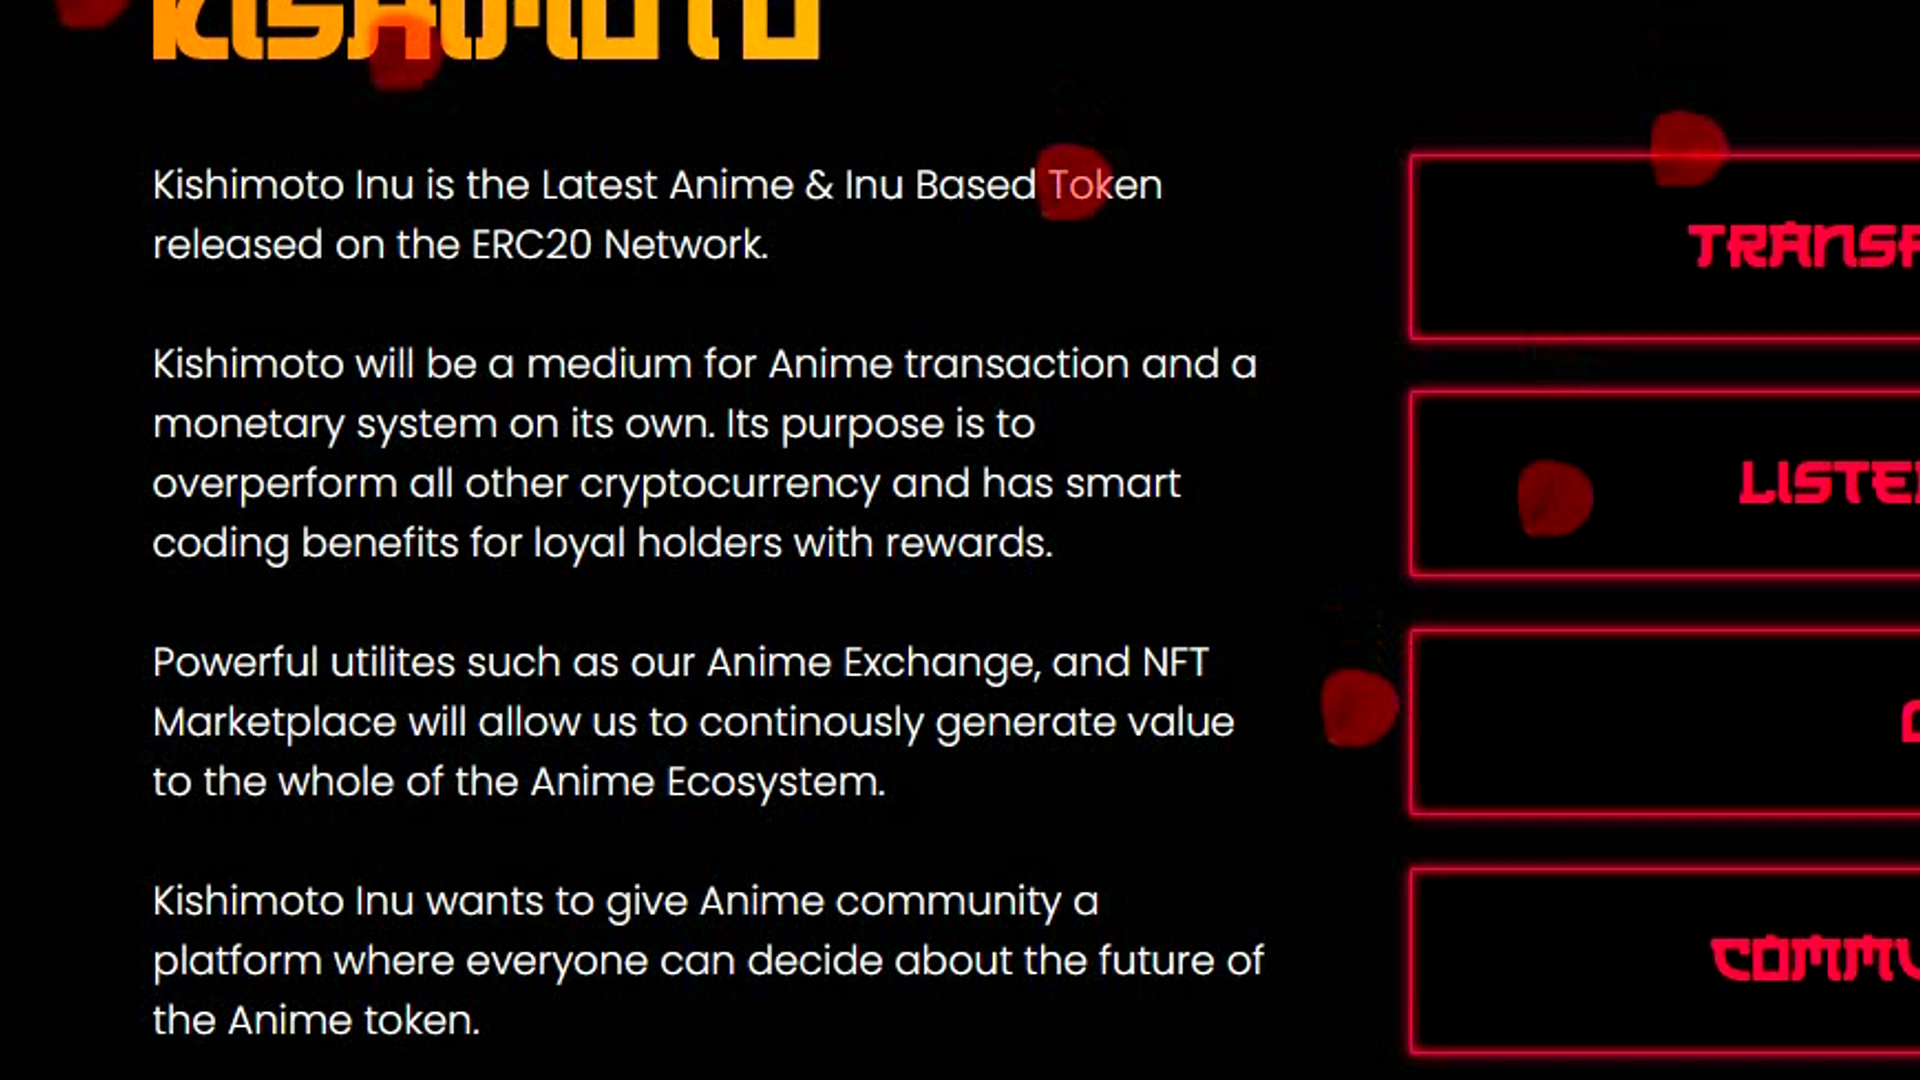 KISHIMOTO
Kishimoto Inu is the Latest Anime & Inu Based Token
released on the ERC20 Network.
Kishimoto will be a medium for Anime transaction and a
monetary system on its own. Its purpose is to
overperform all other cryptocurrency and has smart
coding benefits for loyal holders with rewards.
Powerful utilites such as our Anime Exchange, and NFT
Marketplace will allow us to continously generate value
to the whole of the Anime Ecosystem.
Kishimoto Inu wants to give Anime community a
platform where everyone can decide about the future of
the Anime token.